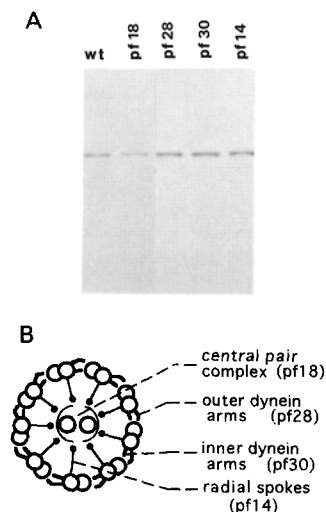 A
wt
pf 18
pf 28
pf 30
pf 14
B
central pair
complex (pf18)
outer dynein
arms (pf28)
inner dynein
arms (pf30)
radial spokes
(pf14)